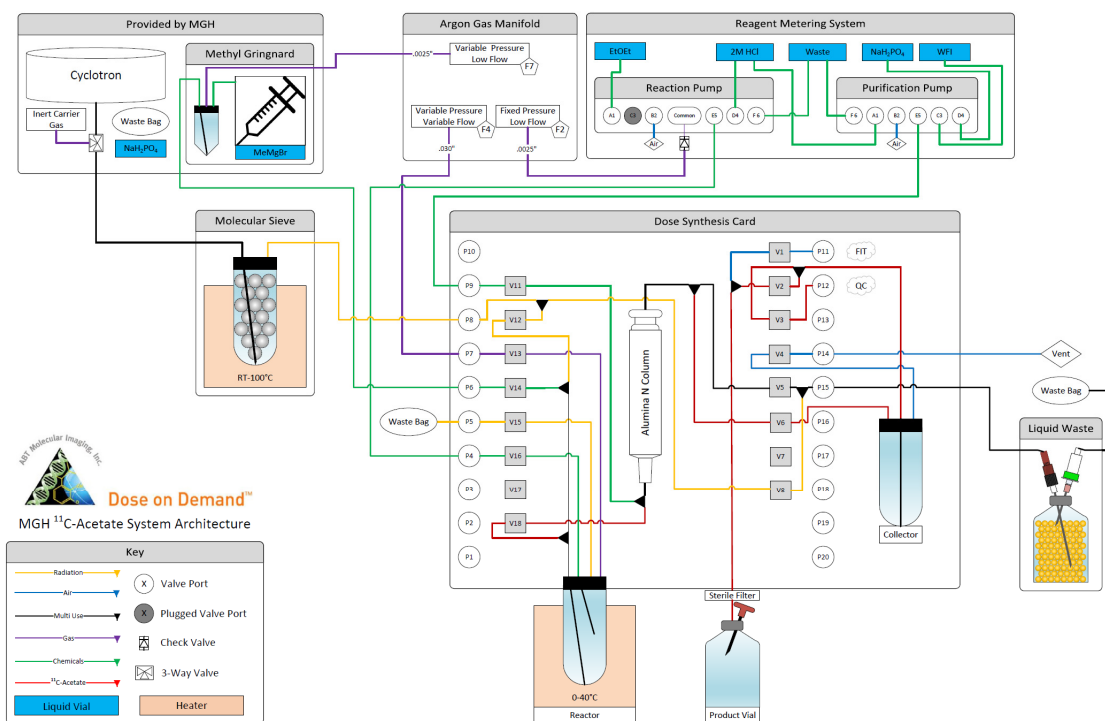 Provided by MGH
Cyclotron
Methyl Gringnard
Inert Carrier
Gas
Waste Bag
NaH₂PO₄
MeMgBr
Argon Gas Manifold
.0025"
Variable Pressure
Low Flow
F7
Variable Pressure
Variable Flow
F4
Fixed Pressure
Low Flow
F2
.030"
.0025"
Reagent Metering System
EtOEt
2M HCl
Waste
NaH₂PO₄
WFI
Reaction Pump
A1
C3
B2
Common
E5
D4
F6
Air
Purification Pump
F6
A1
B2
E5
C3
D4
Air
Molecular Sieve
RT-100°C
Dose Synthesis Card
P10
P9
P8
P7
P6
P5
P4
P3
P2
P1
V11
V12
V13
V14
V15
V16
V17
V18
Waste Bag
Alumina N Column
V1
V2
V3
V4
V5
V6
V7
V8
P11
P12
P13
P14
P15
P16
P17
P18
P19
P20
FIT
QC
Collector
Vent
Waste Bag
Liquid Waste
ABT Molecular Imaging, Inc.
Dose on Demand™
MGH ¹¹C-Acetate System Architecture
Key
Radiation
Air
Multi Use
Gas
Chemicals
¹¹C-Acetate
Liquid Vial
X
Valve Port
X
Plugged Valve Port
Check Valve
3-Way Valve
Heater
0-40°C
Reactor
Sterile Filter
Product Vial